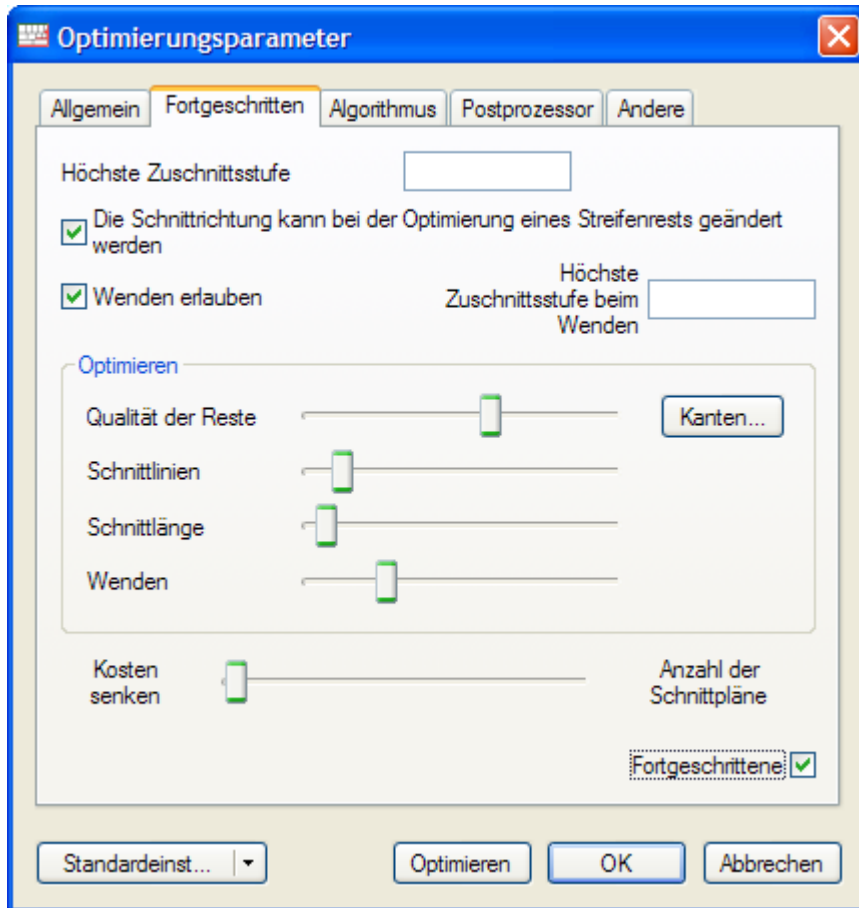 Optimierungsparameter
Allgemein Fortgeschritten Algorithmus Postprozessor Andere
Höchste Zuschnittsstufe
Die Schnittrichtung kann bei der Optimierung eines Streifenrests geändert
werden
Wenden erlauben
Höchste
Zuschnittsstufe beim
Wenden
Optimieren
Qualität der Reste
Kanten...
Schnittlinien
Schnittlänge
Wenden
Kosten
senken
Anzahl der
Schnittpläne
Fortgeschrittene
Standardeinst... Optimieren OK Abbrechen